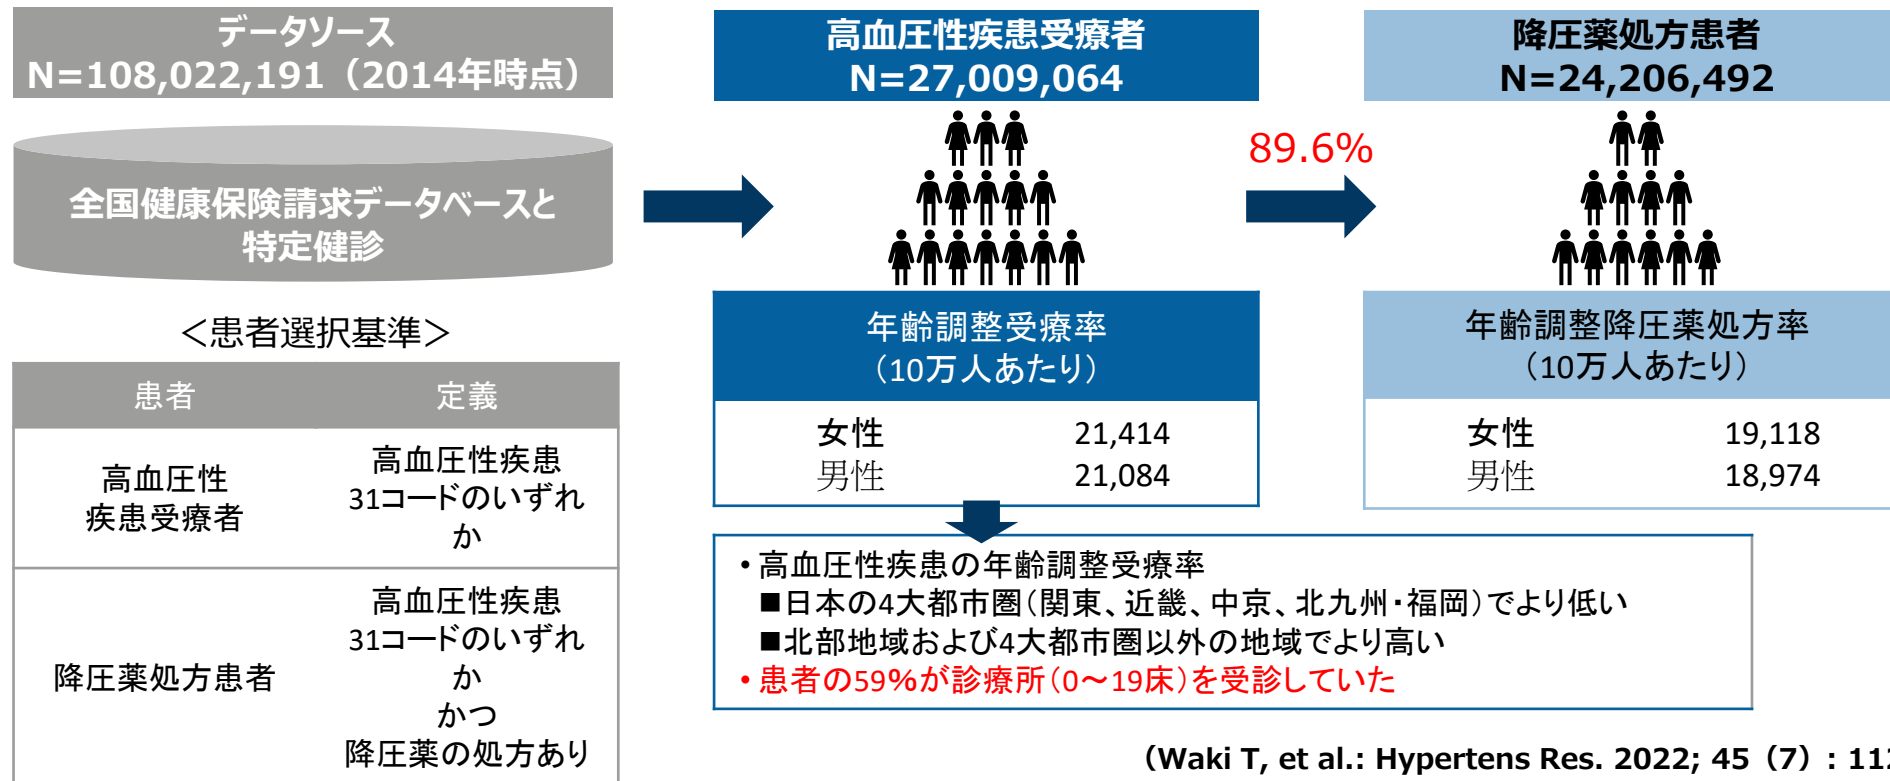 データソース
N=108,022,191（2014年時点）
全国健康保険請求データベースと
特定健診
＜患者選択基準＞
患者 定義
高血圧性
疾患受療者
高血圧性疾患
31コードのいずれ
か
降圧薬処方患者
高血圧性疾患
31コードのいずれ
か
かつ
降圧薬の処方あり
高血圧性疾患受療者
N=27,009,064
89.6%
降圧薬処方患者
N=24,206,492
年齢調整受療率
（10万人あたり）
女性 21,414
男性 21,084
年齢調整降圧薬処方率
（10万人あたり）
女性 19,118
男性 18,974
• 高血圧性疾患の年齢調整受療率
■日本の4大都市圏（関東、近畿、中京、北九州・福岡）でより低い
■北部地域および4大都市圏以外の地域でより高い
• 患者の59%が診療所（0～19床）を受診していた
（Waki T, et al.: Hypertens Res. 2022; 45（7）: 11